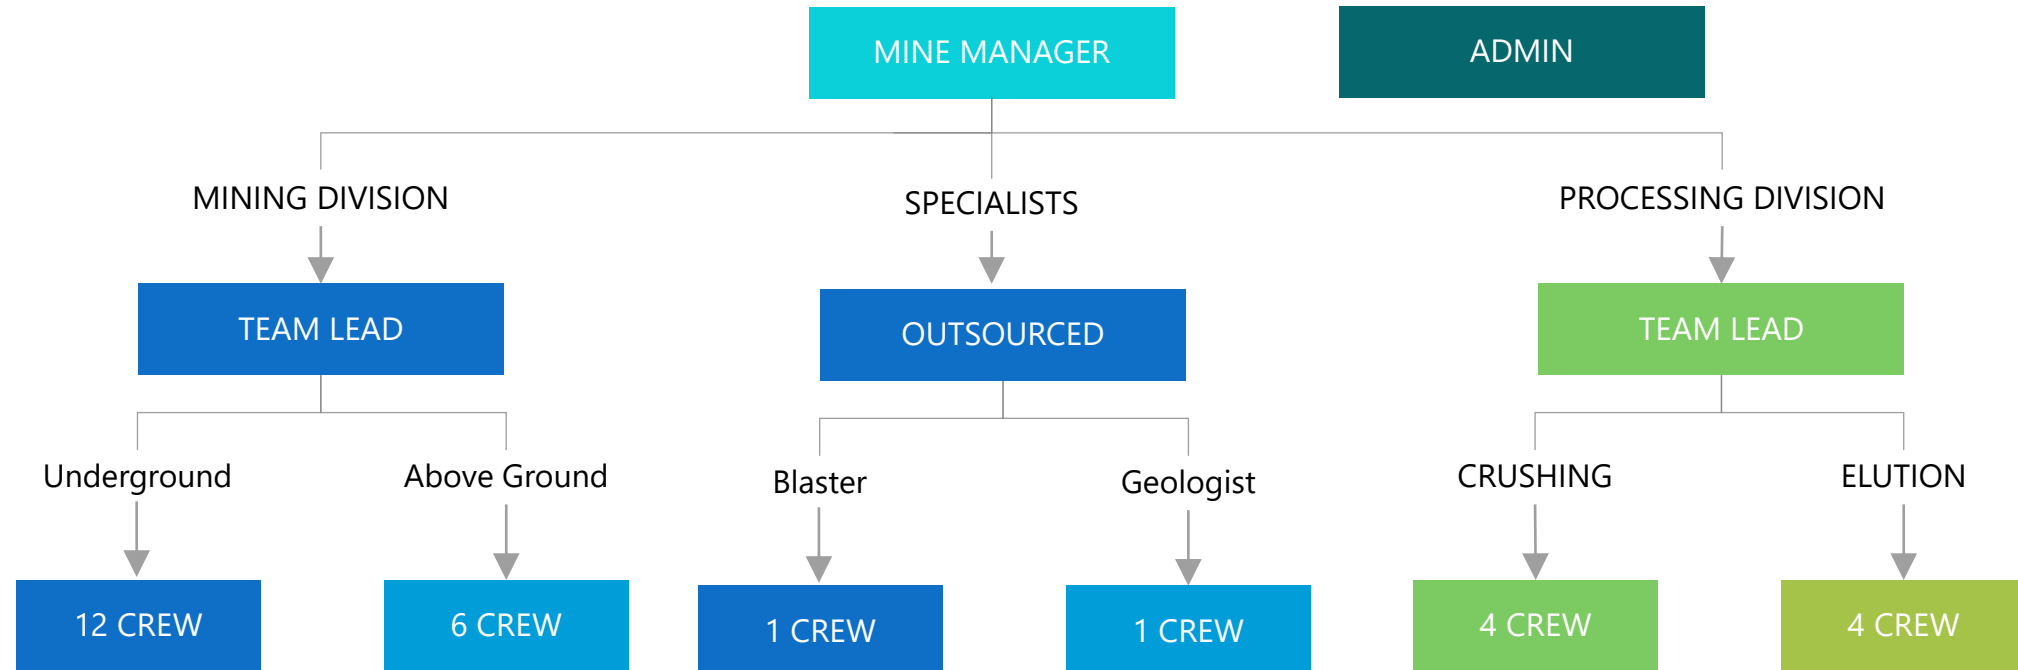 MINE MANAGER
ADMIN
MINING DIVISION
SPECIALISTS
PROCESSING DIVISION
TEAM LEAD
OUTSOURCED
TEAM LEAD
Underground
Above Ground
Blaster
Geologist
CRUSHING
ELUTION
12 CREW
6 CREW
1 CREW
1 CREW
4 CREW
4 CREW